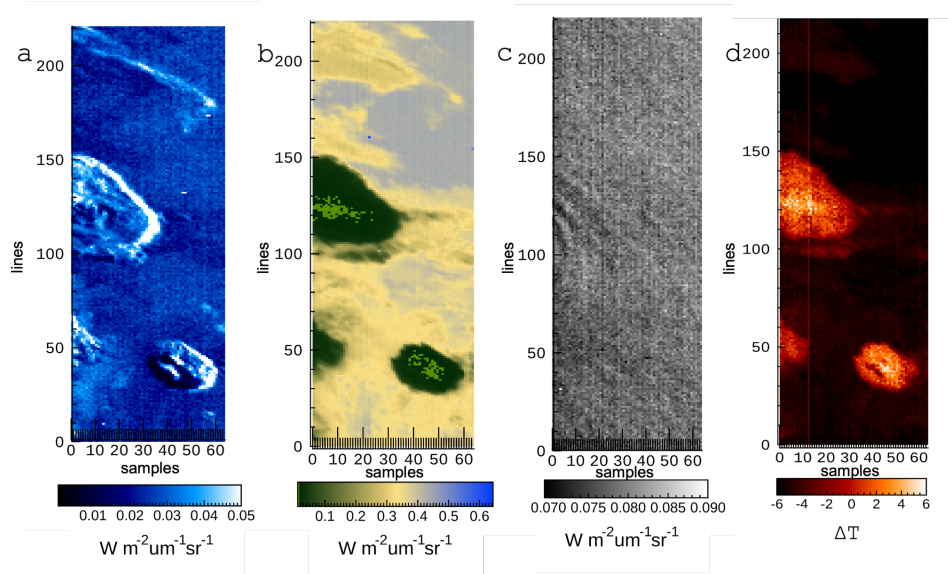 a b c d
200 200 200 200
150 150 150 150
100 100 100 100
50 50 50 50
0 0 0 0
lines lines lines lines
0 10 20 30 40 50 60 0 10 20 30 40 50 60 0 10 20 30 40 50 60 0 10 20 30 40 50 60
samples samples samples samples
0.01 0.02 0.03 0.04 0.05 0.1 0.2 0.3 0.4 0.5 0.6 0.070 0.075 0.080 0.085 0.090 -6 -4 -2 0 2 4 6
W m⁻²um⁻¹sr⁻¹ W m⁻²um⁻¹sr⁻¹ W m⁻²um⁻¹sr⁻¹ ΔT